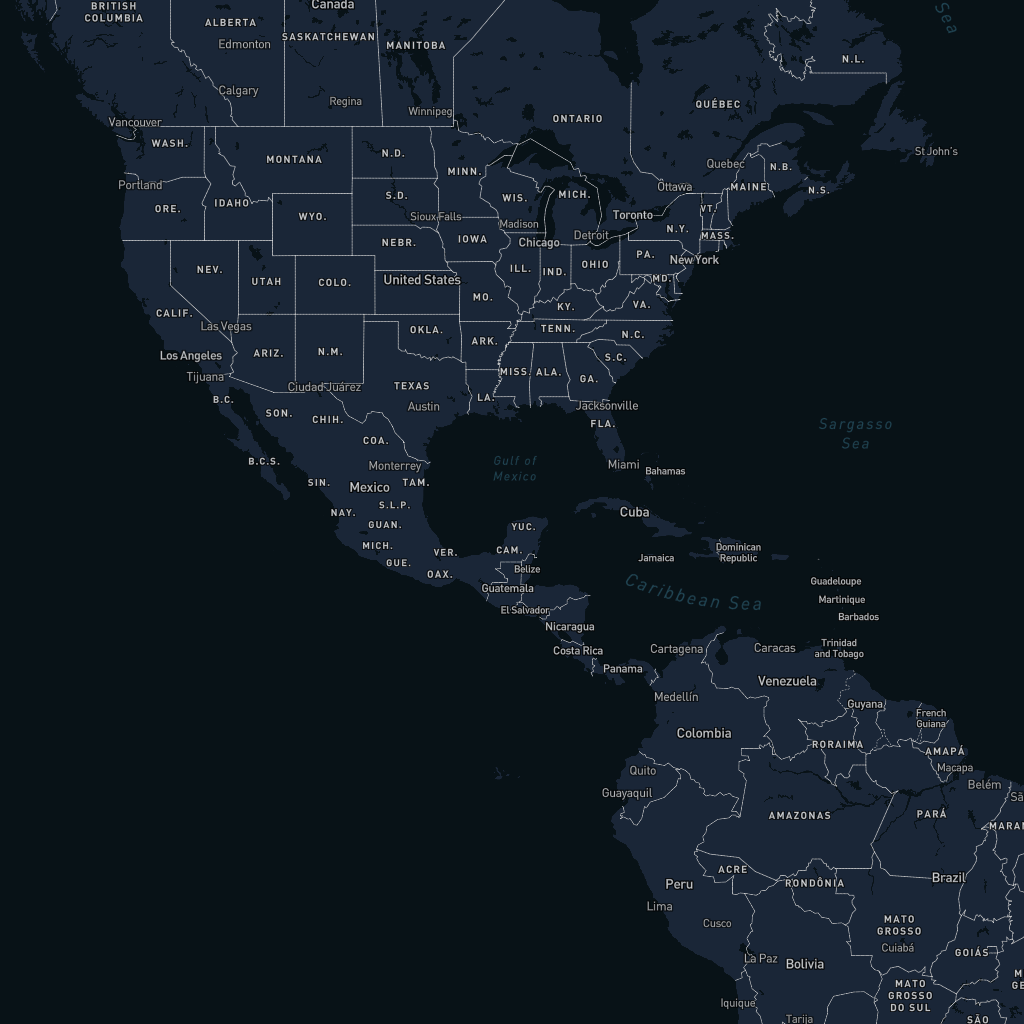 BRITISH
COLUMBIA
Canada
ALBERTA
Edmonton
SASKATCHEWAN
MANITOBA
Sea
N.L.
Calgary
Regina
Winnipeg
ONTARIO
QUÉBEC
Vancouver
WASH.
MONTANA
N.D.
MINN.
Quebec
N.B.
St John's
Portland
ORE.
IDAHO
WYO.
S.D.
Sioux Falls
WIS.
MICH.
Ottawa
MAINE
N.S.
Madison
Toronto
VT.
N.Y.
MASS.
NEBR.
IOWA
Chicago
Detroit
PA.
New York
NEV.
UTAH
COLO.
United States
ILL.
IND.
OHIO
MD.
CALIF.
MO.
KY.
VA.
Las Vegas
OKLA.
ARK.
TENN.
N.C.
Los Angeles
ARIZ.
N.M.
MISS.
ALA.
GA.
S.C.
Tijuana
B.C.
Ciudad Juárez
TEXAS
Austin
LA.
Jacksonville
FLA.
SON.
CHIH.
COA.
Sargasso
Sea
B.C.S.
Monterrey
Gulf of
Mexico
Miami
Bahamas
SIN.
Mexico
TAM.
NAY.
S.L.P.
GUAN.
Cuba
YUC.
MICH.
VER.
CAM.
GUE.
OAX.
Belize
Jamaica
Dominican
Republic
Guatemala
El Salvador
Caribbean Sea
Guadeloupe
Martinique
Barbados
Nicaragua
Costa Rica
Panama
Cartagena
Caracas
Trinidad
and Tobago
Medellín
Venezuela
Guyana
French
Guiana
Colombia
RORAIMA
AMAPÁ
Macapa
Quito
Guayaquil
Belém
Sã
AMAZONAS
PARÁ
MARAN
ACRE
Peru
RONDÔNIA
Brazil
Lima
Cusco
MATO
GROSSO
Cuiabá
La Paz
Bolivia
GOIÁS
M
GE
Iquique
MATO
GROSSO
DO SUL
Tarija
SÃO